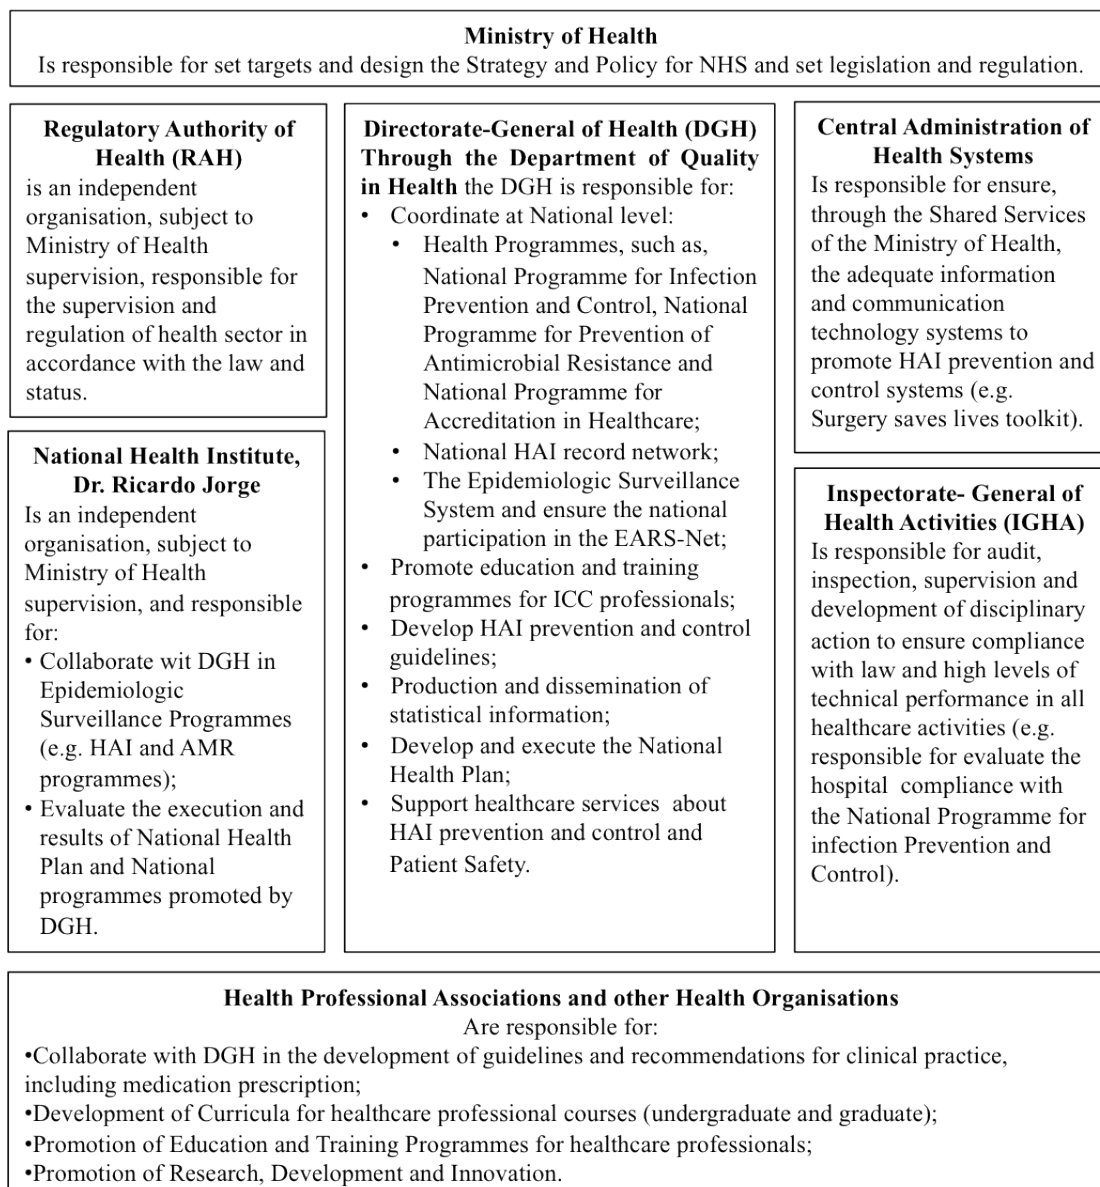 Ministry of Health
Is responsible for set targets and design the Strategy and Policy for NHS and set legislation and regulation.
Regulatory Authority of
Health (RAH)
is an independent
organisation, subject to
Ministry of Health
supervision, responsible for
the supervision and
regulation of health sector in
accordance with the law and
status.
National Health Institute,
Dr. Ricardo Jorge
Is an independent
organisation, subject to
Ministry of Health
supervision, and responsible
for:
• Collaborate wit DGH in
Epidemiologic
Surveillance Programmes
(e.g. HAI and AMR
programmes);
• Evaluate the execution and
results of National Health
Plan and National
programmes promoted by
DGH.
Directorate-General of Health (DGH)
Through the Department of Quality
in Health the DGH is responsible for:
• Coordinate at National level:
• Health Programmes, such as,
National Programme for Infection
Prevention and Control, National
Programme for Prevention of
Antimicrobial Resistance and
National Programme for
Accreditation in Healthcare;
• National HAI record network;
• The Epidemiologic Surveillance
System and ensure the national
participation in the EARS-Net;
• Promote education and training
programmes for ICC professionals;
• Develop HAI prevention and control
guidelines;
• Production and dissemination of
statistical information;
• Develop and execute the National
Health Plan;
• Support healthcare services about
HAI prevention and control and
Patient Safety.
Central Administration of
Health Systems
Is responsible for ensure,
through the Shared Services
of the Ministry of Health,
the adequate information
and communication
technology systems to
promote HAI prevention and
control systems (e.g.
Surgery saves lives toolkit).
Inspectorate- General of
Health Activities (IGHA)
Is responsible for audit,
inspection, supervision and
development of disciplinary
action to ensure compliance
with law and high levels of
technical performance in all
healthcare activities (e.g.
responsible for evaluate the
hospital compliance with
the National Programme for
infection Prevention and
Control).
Health Professional Associations and other Health Organisations
Are responsible for:
•Collaborate with DGH in the development of guidelines and recommendations for clinical practice,
including medication prescription;
•Development of Curricula for healthcare professional courses (undergraduate and graduate);
•Promotion of Education and Training Programmes for healthcare professionals;
•Promotion of Research, Development and Innovation.